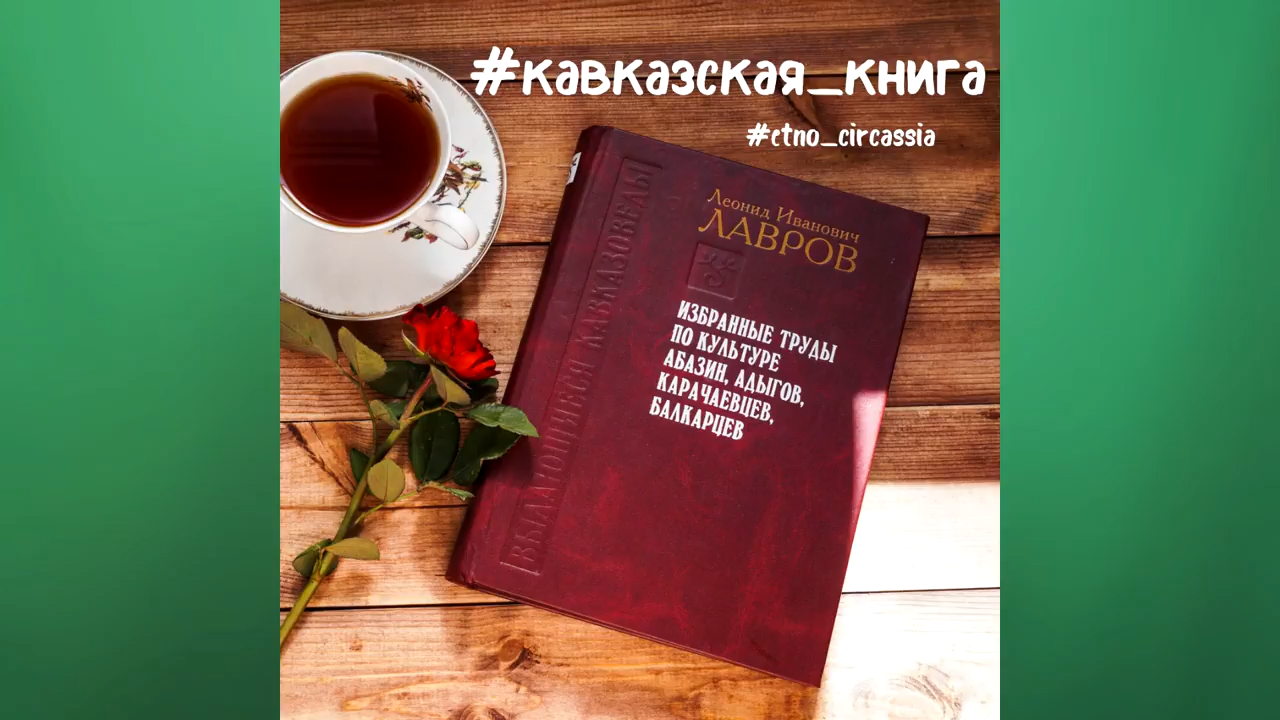 #кавказская_книга
#etno_circassia
Леонид Иванович
ЛАВРОВ
ИЗБРАННЫЕ ТРУДЫ
ПО КУЛЬТУРЕ
АБАЗИН, АДЫГОВ,
КАРАЧАЕВЦЕВ,
БАЛКАРЦЕВ
ВЫДАЮЩИЕСЯ КАВКАЗОВЕДЫ